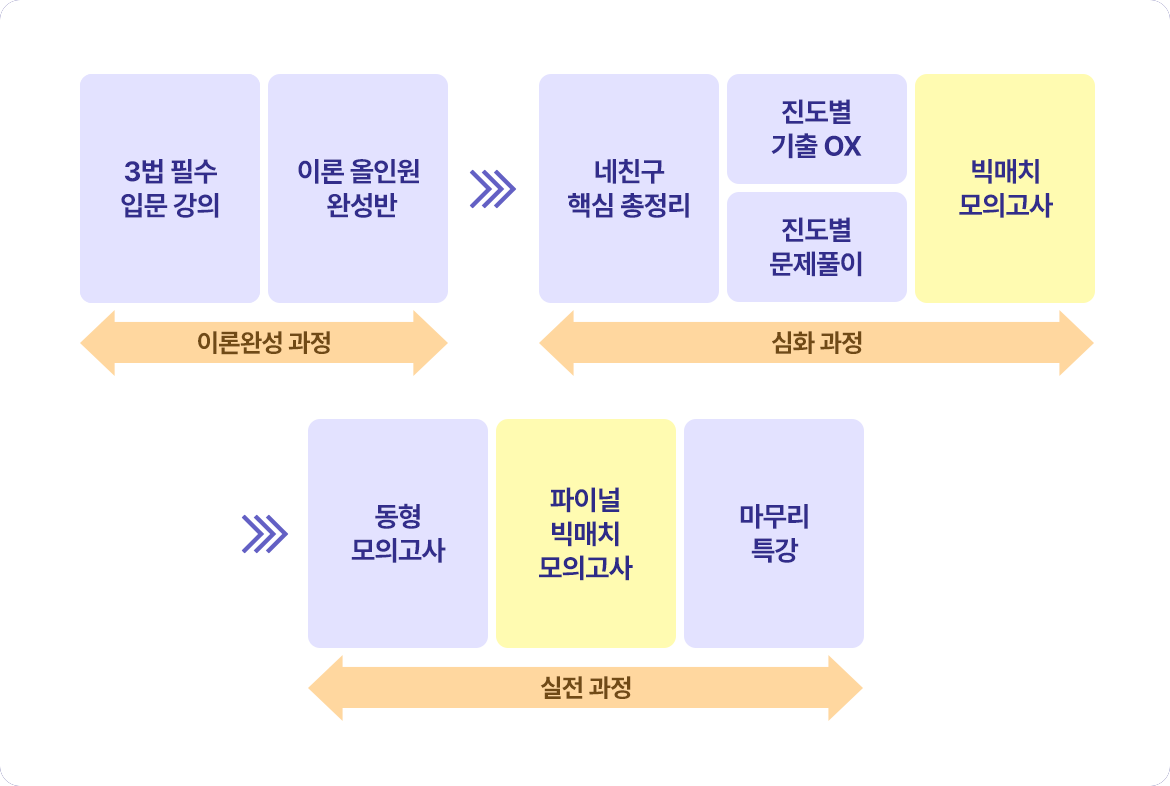 3법 필수
입문 강의
이론 올인원
완성반
네친구
핵심 총정리
진도별
기출 OX
진도별
문제풀이
빅매치
모의고사
이론완성 과정
심화 과정
동형
모의고사
파이널
빅매치
모의고사
마무리
특강
실전 과정